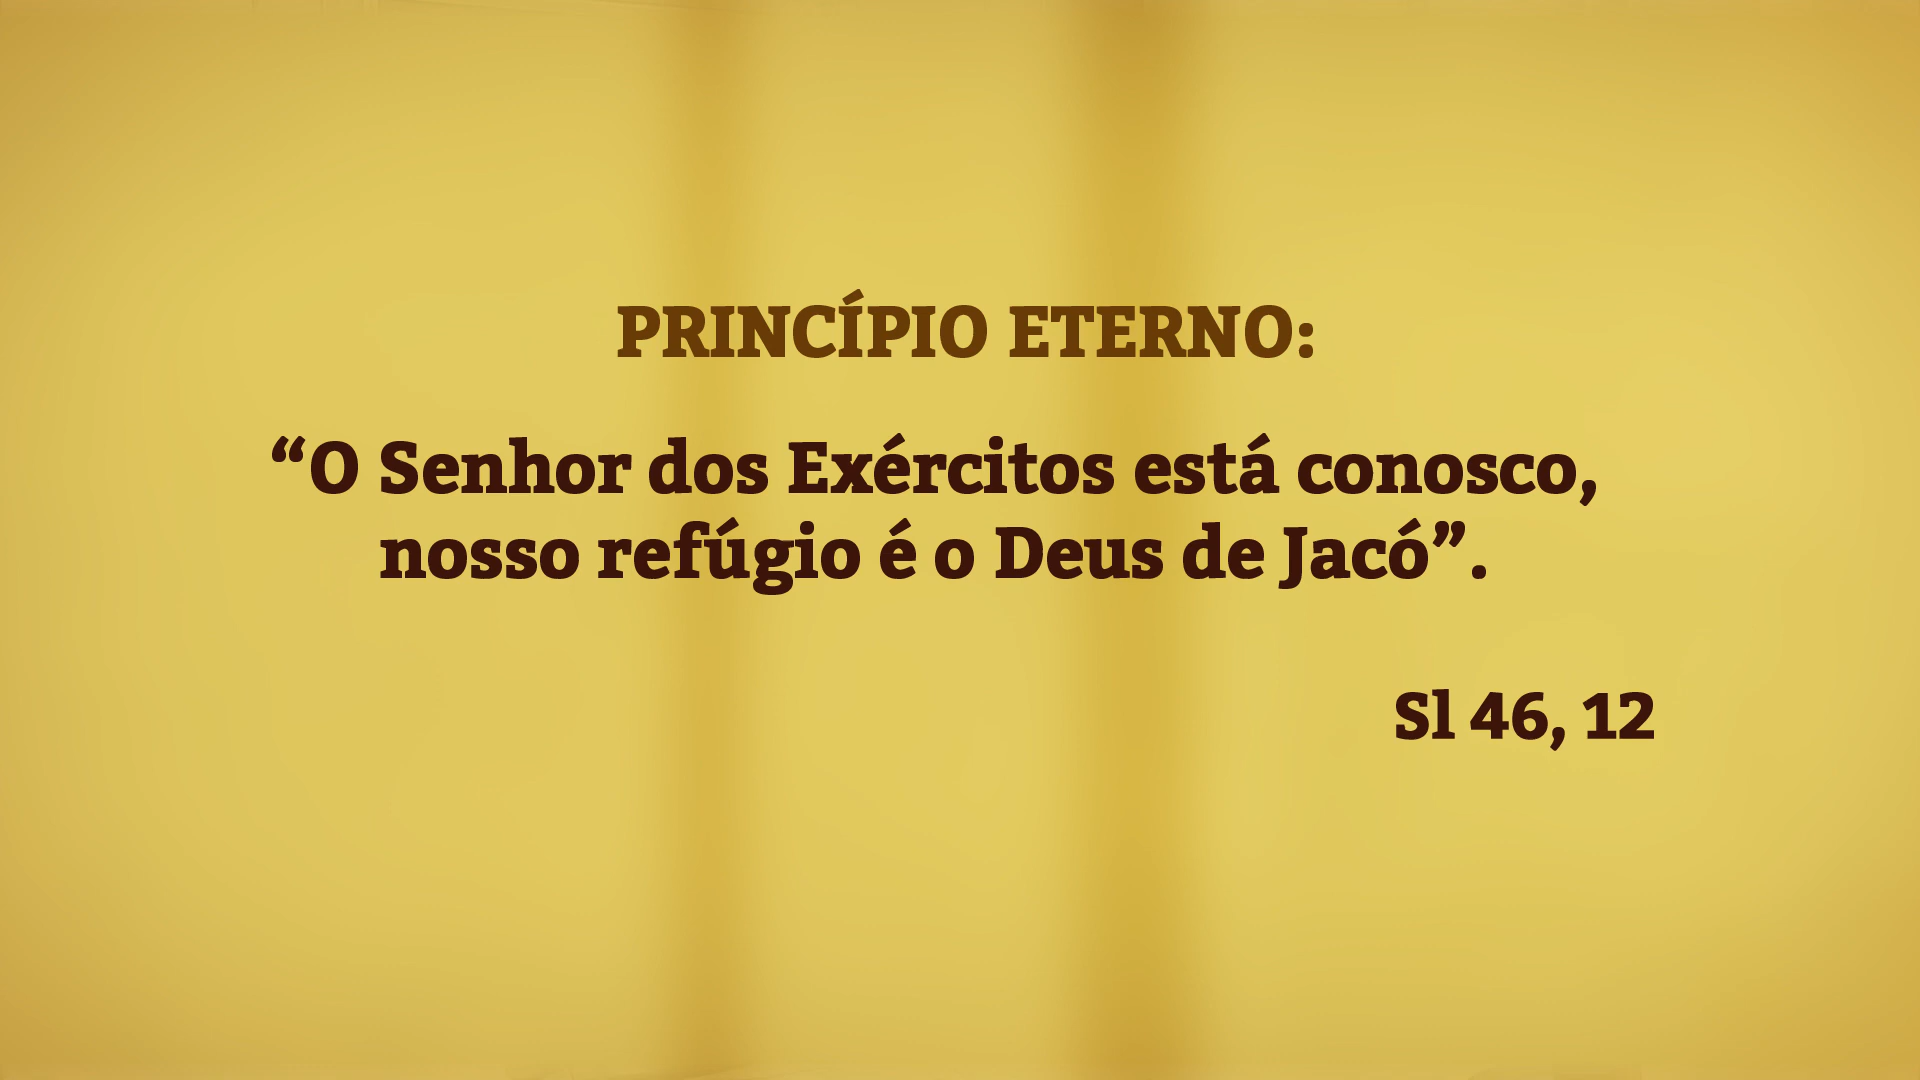 PRINCÍPIO ETERNO:
“O Senhor dos Exércitos está conosco,
nosso refúgio é o Deus de Jacó”.
Sl 46, 12